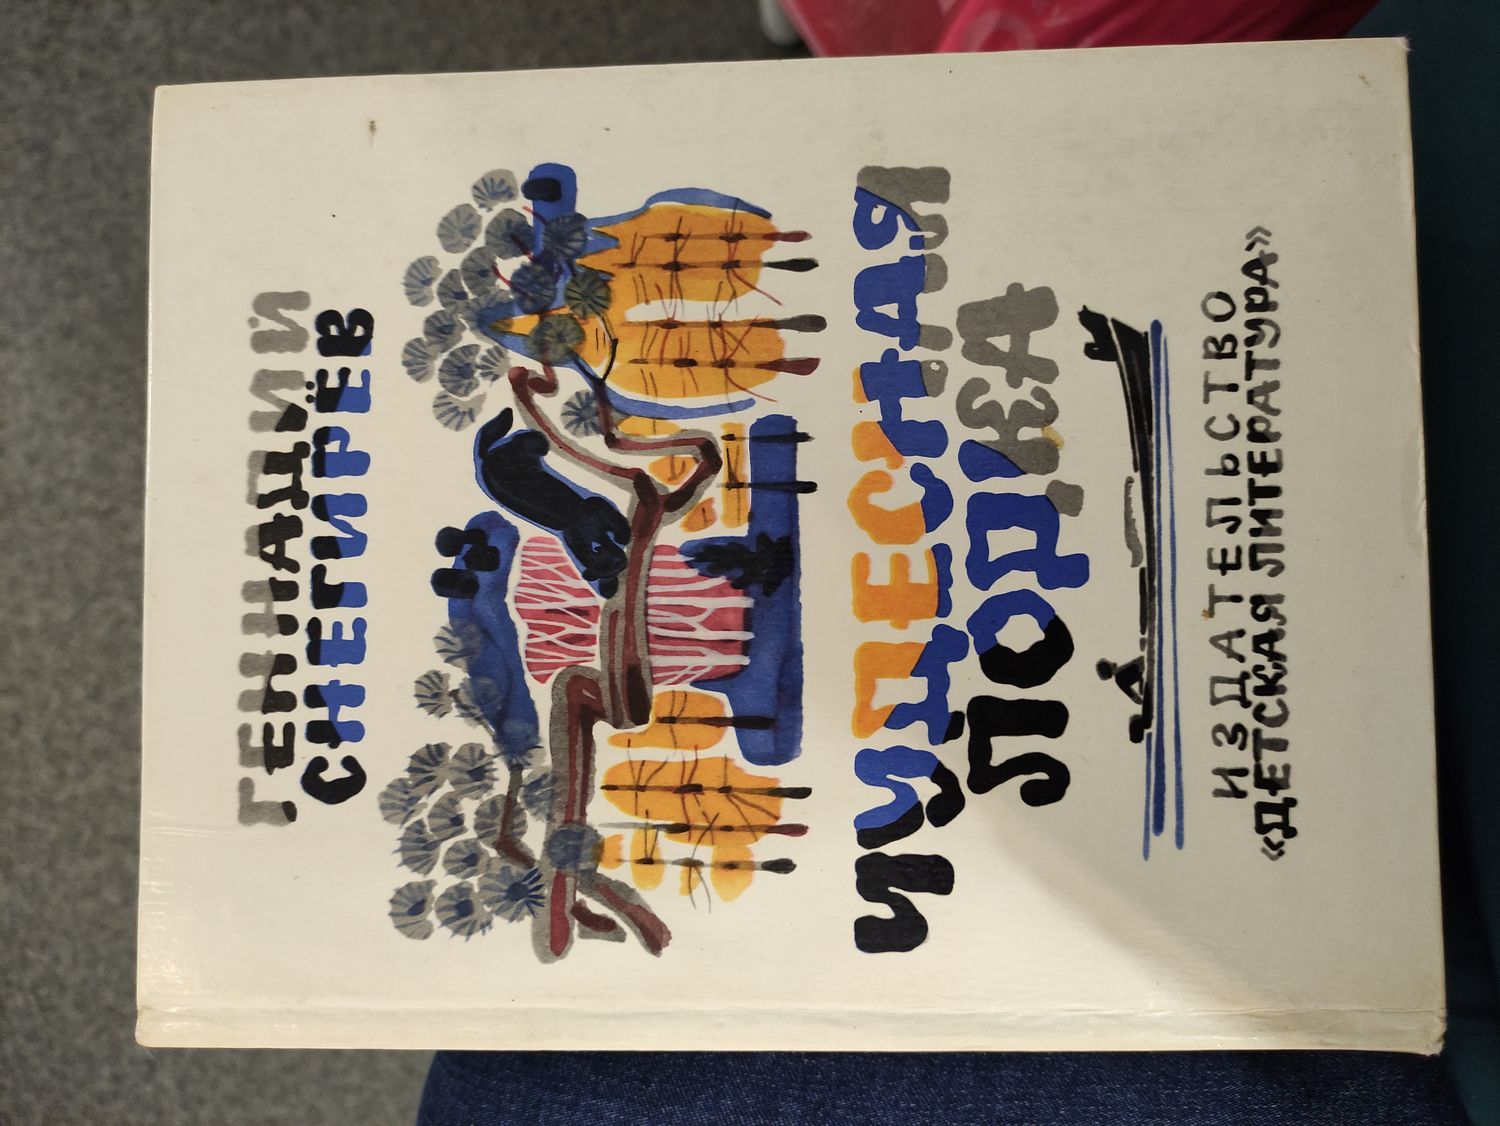 ГЕННАДИЙ
СНЕГИРЁВ
ЧУДЕСНАЯ
ЛОДКА
ИЗДАТЕЛЬСТВО
«ДЕТСКАЯ ЛИТЕРАТУРА»